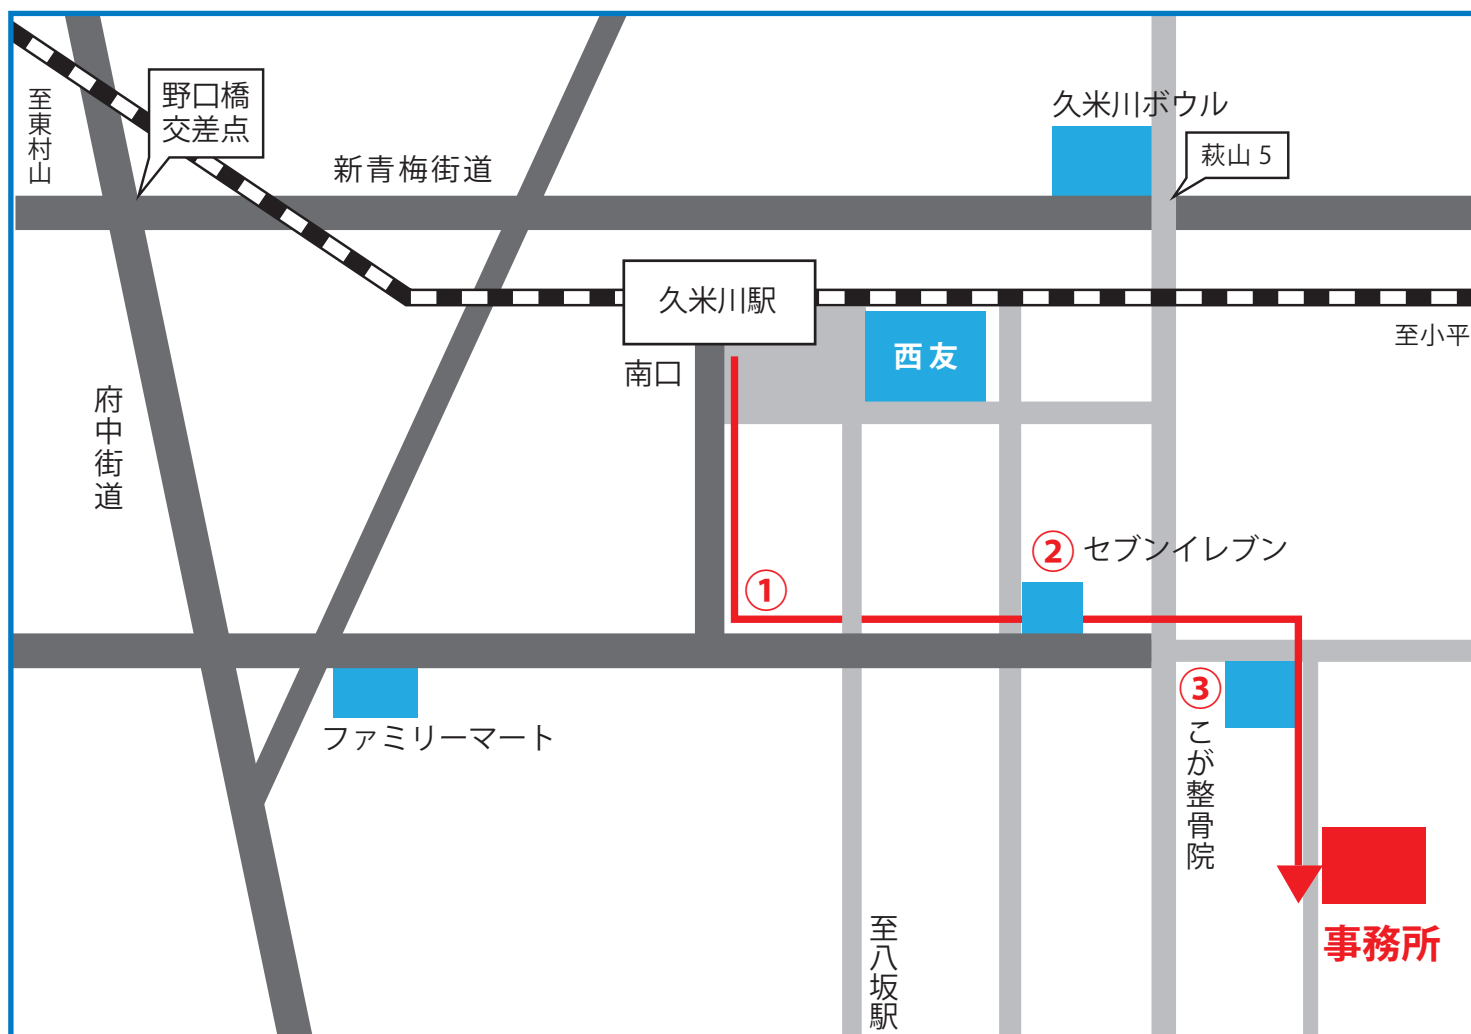 至東村山
野口橋
交差点
新青梅街道
久米川ボウル
萩山 5
久米川駅
西友
至小平
南口
府中街道
② セブンイレブン
①
ファミリーマート
③
こが整骨院
至八坂駅
事務所